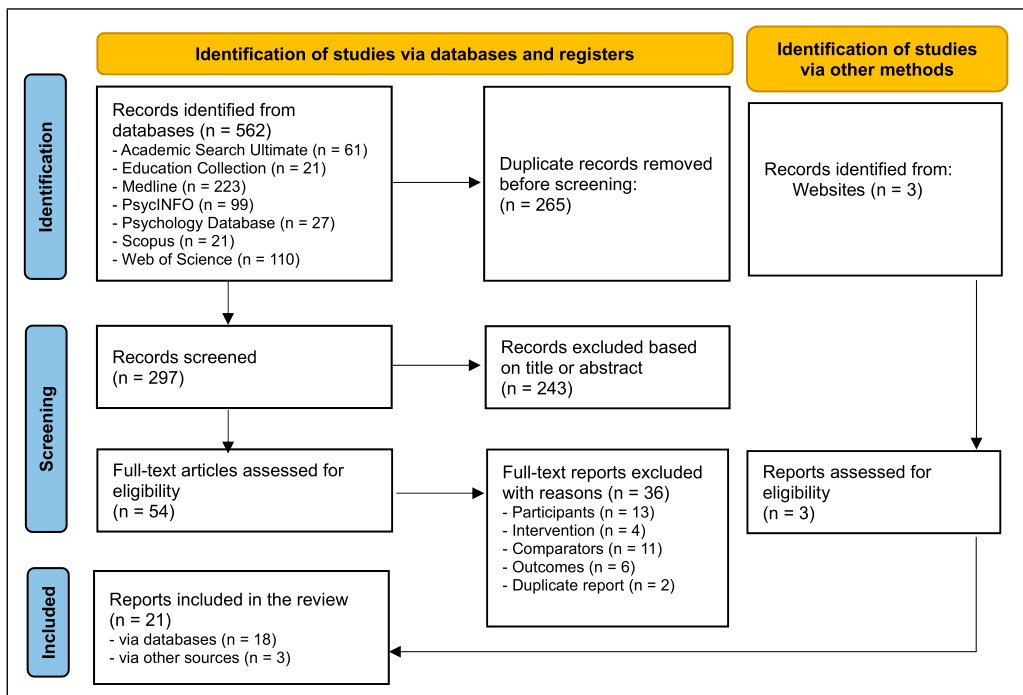 Identification of studies via databases and registers
Identification of studies
via other methods
Identification
Records identified from
databases (n = 562)
- Academic Search Ultimate (n = 61)
- Education Collection (n = 21)
- Medline (n = 223)
- PsycINFO (n = 99)
- Psychology Database (n = 27)
- Scopus (n = 21)
- Web of Science (n = 110)
Duplicate records removed
before screening:
(n = 265)
Records identified from:
Websites (n = 3)
Screening
Records screened
(n = 297)
Records excluded based
on title or abstract
(n = 243)
Full-text articles assessed for
eligibility
(n = 54)
Full-text reports excluded
with reasons (n = 36)
- Participants (n = 13)
- Intervention (n = 4)
- Comparators (n = 11)
- Outcomes (n = 6)
- Duplicate report (n = 2)
Reports assessed for
eligibility
(n = 3)
Included
Reports included in the review
(n = 21)
- via databases (n = 18)
- via other sources (n = 3)